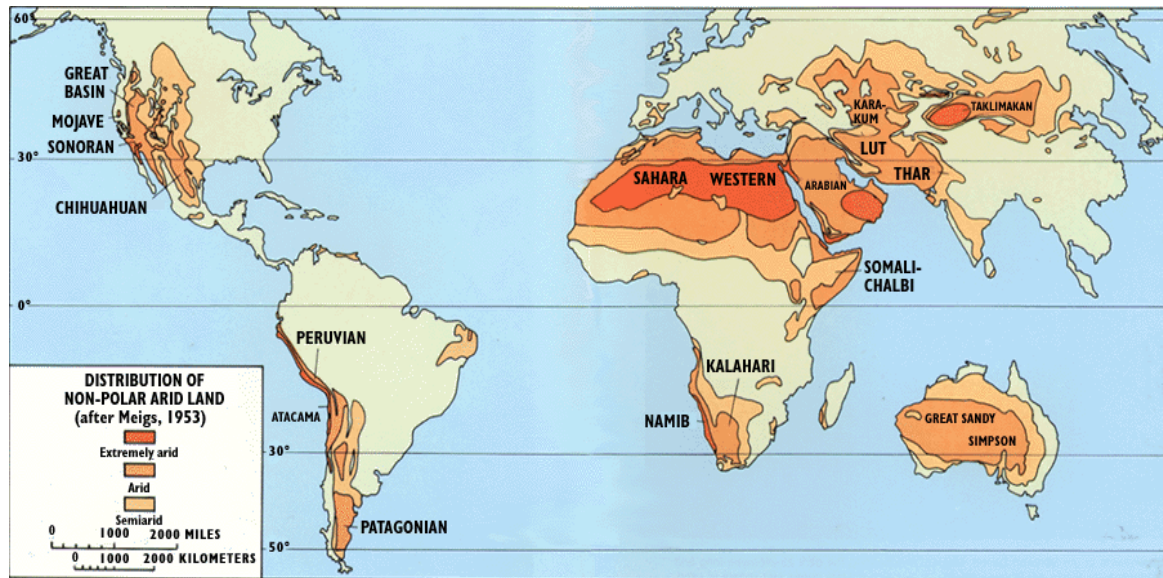 60°
GREAT
BASIN
MOJAVE
SONORAN
30°
CHIHUAHUAN
KARA-
KUM
TAKLIMAKAN
LUT
THAR
SAHARA
WESTERN
ARABIAN
SOMALI-
CHALBI
0°
PERUVIAN
KALAHARI
ATACAMA
NAMIB
GREAT SANDY
SIMPSON
30°
PATAGONIAN
50°
DISTRIBUTION OF
NON-POLAR ARID LAND
(after Meigs, 1953)
Extremely arid
Arid
Semiarid
0 1000 2000 MILES
0 1000 2000 KILOMETERS